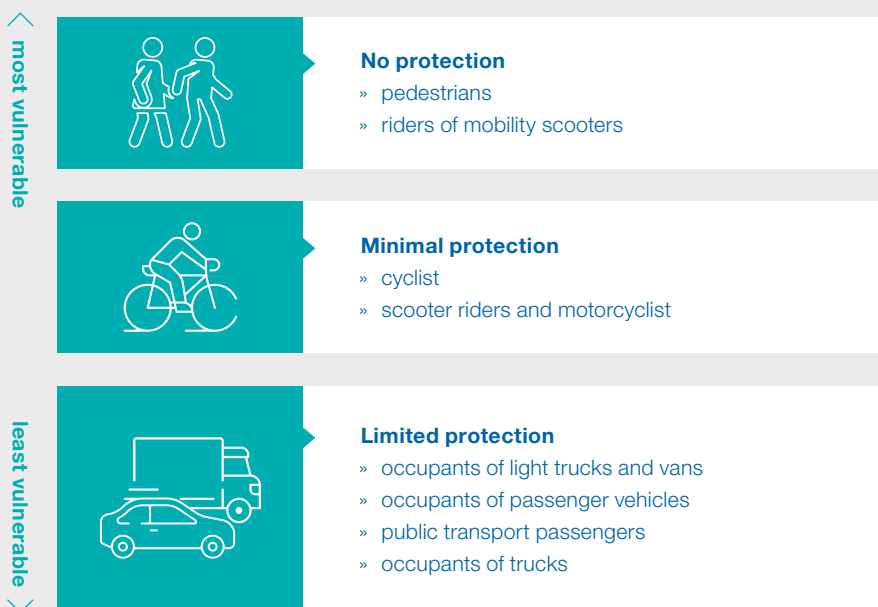 most vulnerable
No protection
» pedestrians
» riders of mobility scooters
Minimal protection
» cyclist
» scooter riders and motorcyclist
least vulnerable
Limited protection
» occupants of light trucks and vans
» occupants of passenger vehicles
» public transport passengers
» occupants of trucks